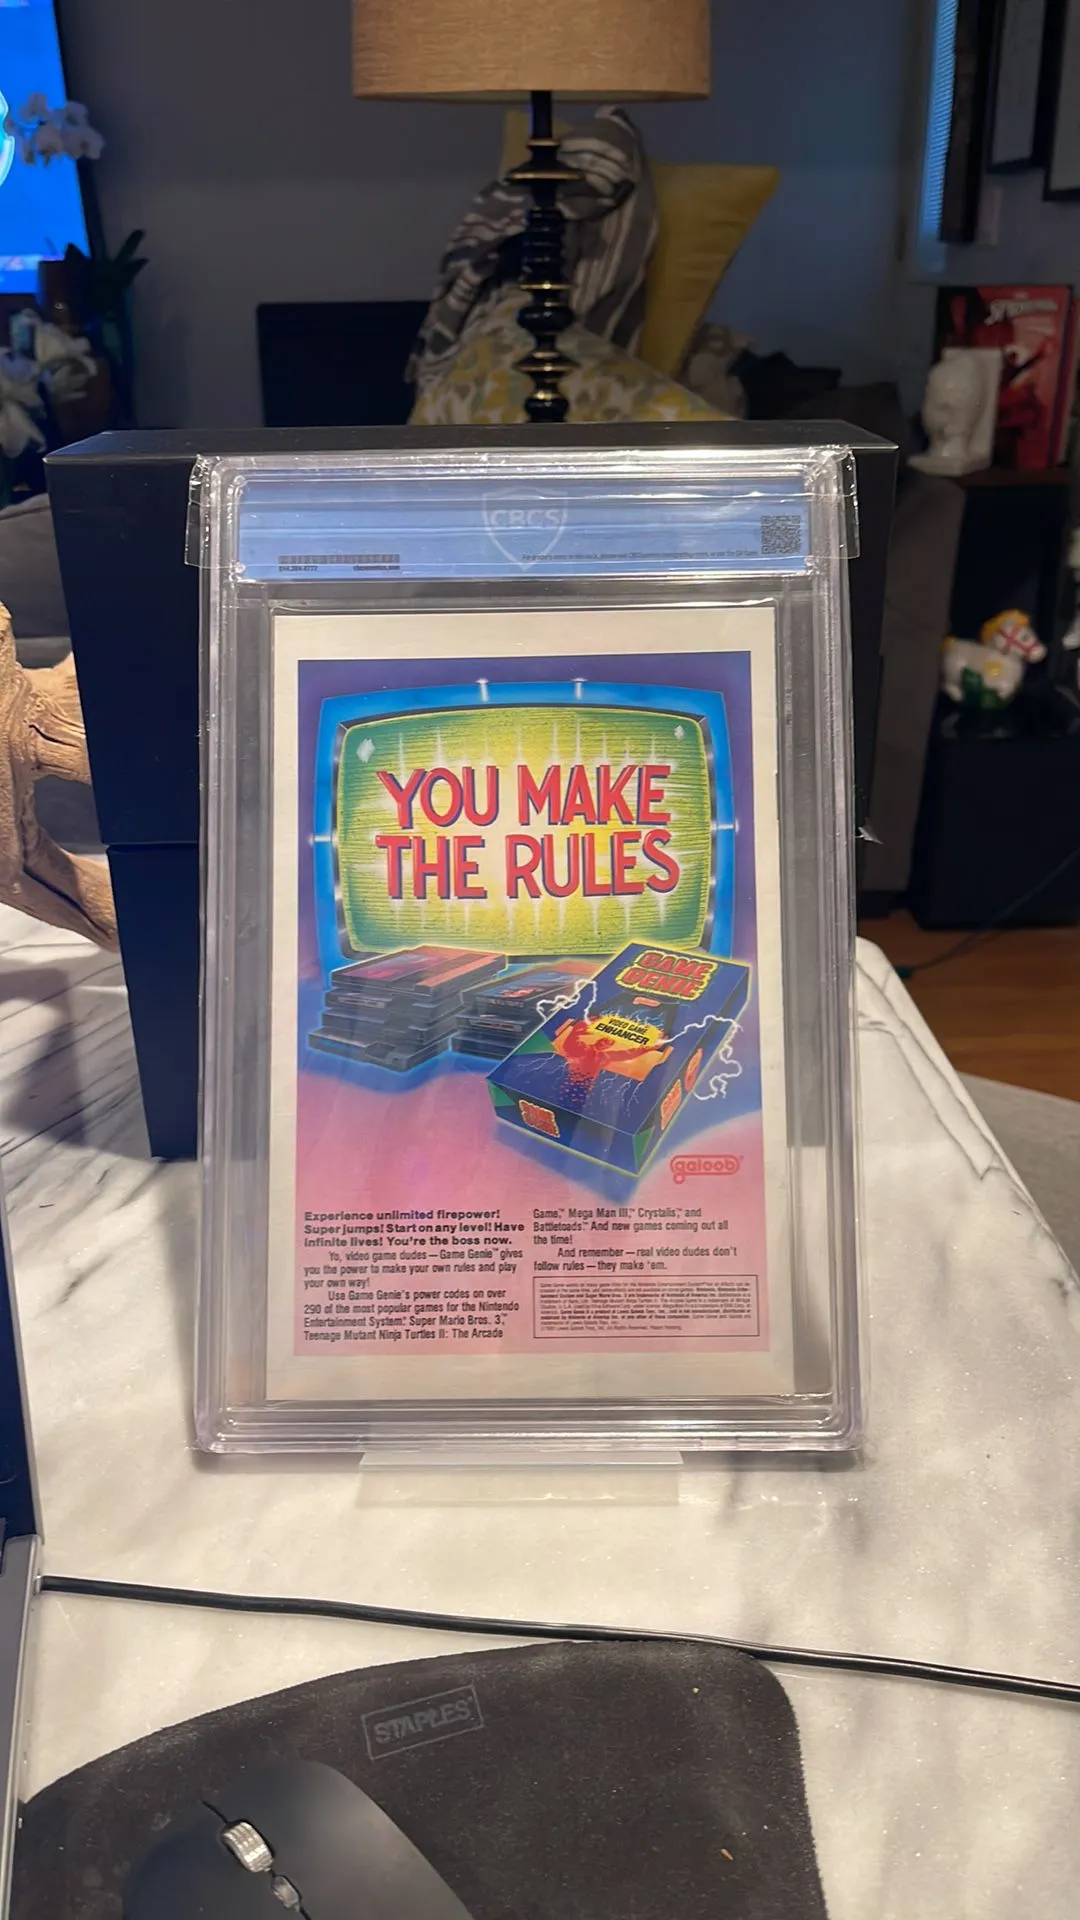 SPIDER-MAN
CBCS
YOU MAKE
THE RULES
GAME
GENIE
VIDEO GAME
ENHANCER
galoob
Experience unlimited firepower!
Super jumps! Start on any level! Have
infinite lives! You're the boss now.
Yo, video game dudes — Game Genie™ gives
you the power to make your own rules and play
your own way!
Use Game Genie's power codes on over
290 of the most popular games for the Nintendo
Entertainment System: Super Mario Bros. 3,™
Teenage Mutant Ninja Turtles II: The Arcade
Game,™ Mega Man III,™ Crystalis,™ and
Battletoads.™ And new games coming out all
the time!
And remember — real video dudes don't
follow rules — they make 'em.
STAPLES